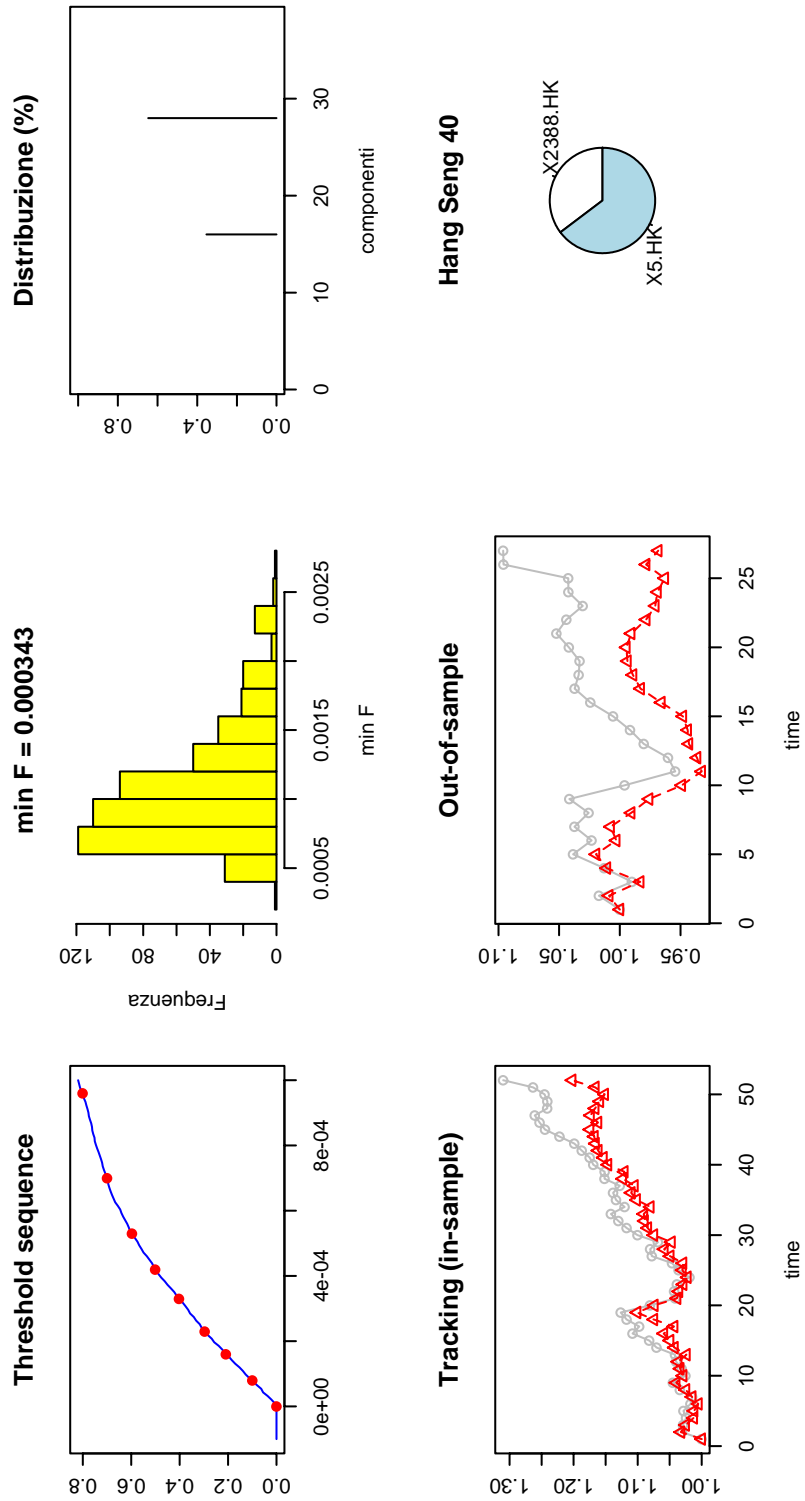 Threshold sequence
0.0 0.2 0.4 0.6 0.8
0e+00 4e-04 8e-04
min F = 0.000343
Frequenza
0 40 80 120
0.0005 0.0015 0.0025
min F
Distribuzione (%)
0.0 0.4 0.8
0 10 20 30
componenti
Tracking (in-sample)
1.00 1.10 1.20 1.30
0 10 20 30 40 50
time
Out-of-sample
0.95 1.00 1.05 1.10
0 5 10 15 20 25
time
Hang Seng 40
X2388.HK
X5.HK